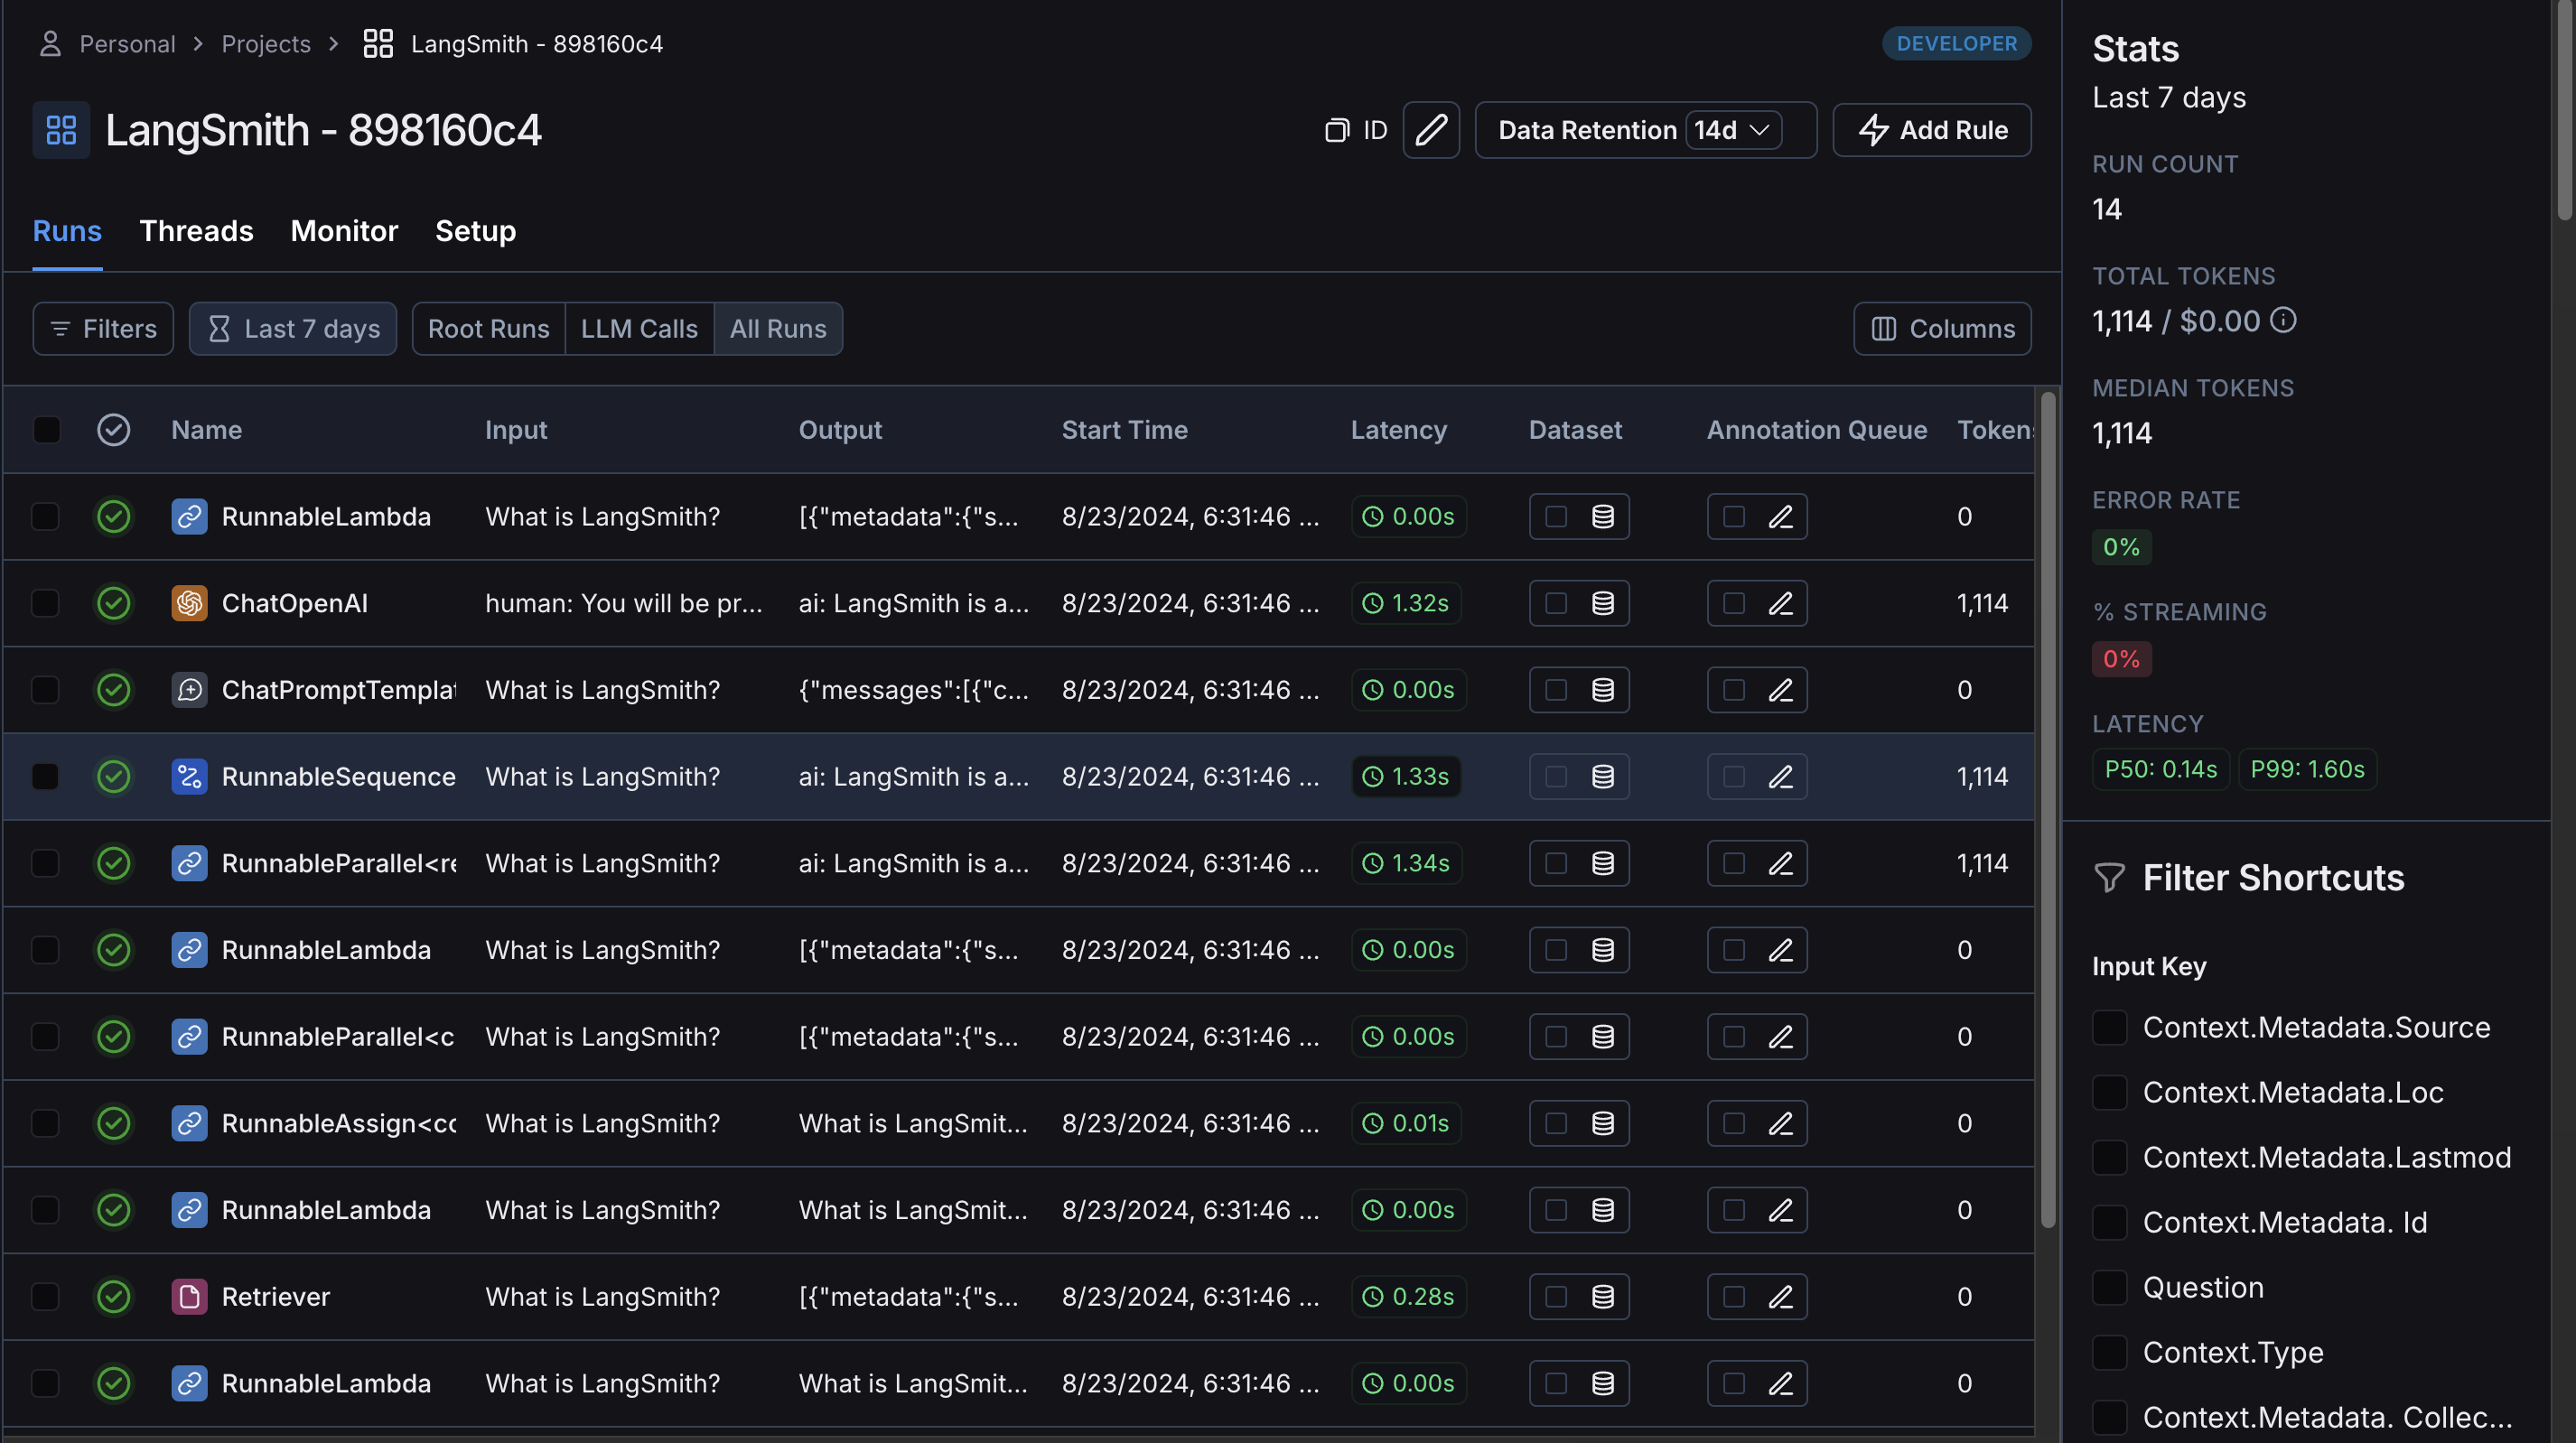 Personal > Projects > LangSmith - 898160c4
DEVELOPER
LangSmith - 898160c4
ID
Data Retention 14d
Add Rule
Runs Threads Monitor Setup
Filters Last 7 days Root Runs LLM Calls All Runs Columns
Name Input Output Start Time Latency Dataset Annotation Queue Tokens
RunnableLambda What is LangSmith? [{"metadata":{"s... 8/23/2024, 6:31:46 ... 0.00s 0
ChatOpenAI human: You will be pr... ai: LangSmith is a... 8/23/2024, 6:31:46 ... 1.32s 1,114
ChatPromptTemplat What is LangSmith? {"messages":[{"c... 8/23/2024, 6:31:46 ... 0.00s 0
RunnableSequence What is LangSmith? ai: LangSmith is a... 8/23/2024, 6:31:46 ... 1.33s 1,114
RunnableParallel<re What is LangSmith? ai: LangSmith is a... 8/23/2024, 6:31:46 ... 1.34s 1,114
RunnableLambda What is LangSmith? [{"metadata":{"s... 8/23/2024, 6:31:46 ... 0.00s 0
RunnableParallel<c What is LangSmith? [{"metadata":{"s... 8/23/2024, 6:31:46 ... 0.00s 0
RunnableAssign<co What is LangSmith? What is LangSmit... 8/23/2024, 6:31:46 ... 0.01s 0
RunnableLambda What is LangSmith? What is LangSmit... 8/23/2024, 6:31:46 ... 0.00s 0
Retriever What is LangSmith? [{"metadata":{"s... 8/23/2024, 6:31:46 ... 0.28s 0
RunnableLambda What is LangSmith? What is LangSmit... 8/23/2024, 6:31:46 ... 0.00s 0
Stats
Last 7 days
RUN COUNT
14
TOTAL TOKENS
1,114 / $0.00
MEDIAN TOKENS
1,114
ERROR RATE
0%
% STREAMING
0%
LATENCY
P50: 0.14s P99: 1.60s
Filter Shortcuts
Input Key
Context.Metadata.Source
Context.Metadata.Loc
Context.Metadata.Lastmod
Context.Metadata. Id
Question
Context.Type
Context.Metadata. Collec...